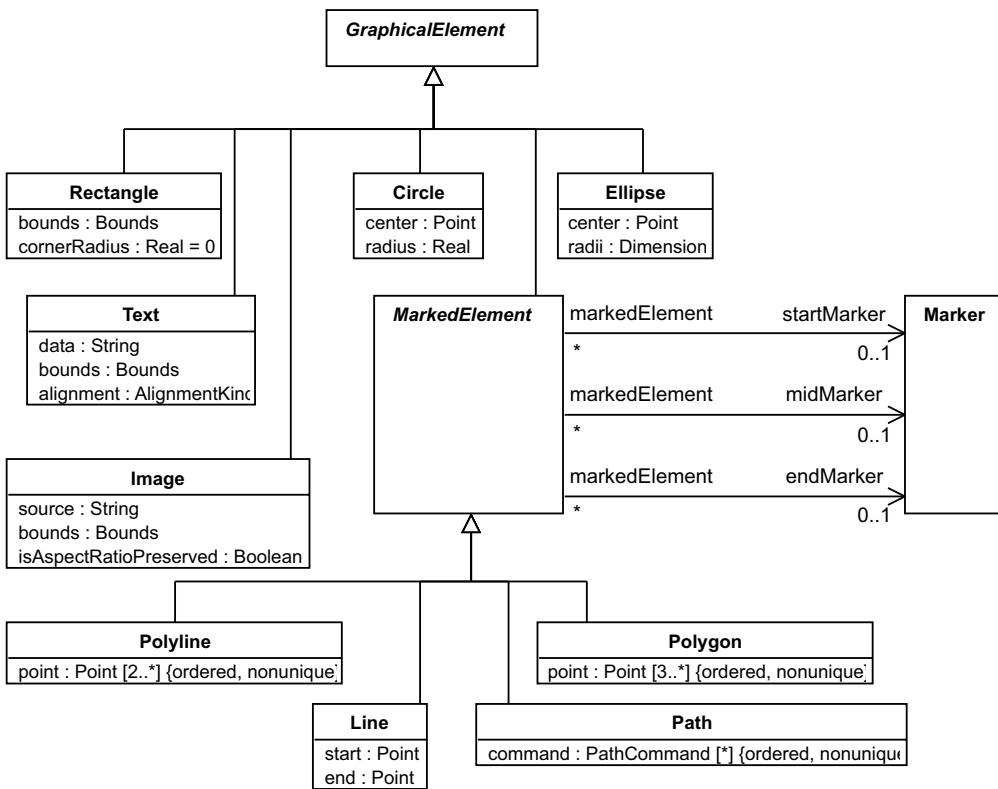 GraphicalElement
Rectangle
bounds : Bounds
cornerRadius : Real = 0
Circle
center : Point
radius : Real
Ellipse
center : Point
radii : Dimension
Text
data : String
bounds : Bounds
alignment : AlignmentKind
MarkedElement
markedElement startMarker
* 0..1
markedElement midMarker
* 0..1
markedElement endMarker
* 0..1
Marker
Image
source : String
bounds : Bounds
isAspectRatioPreserved : Boolean
Polyline
point : Point [2..*] {ordered, nonunique}
Polygon
point : Point [3..*] {ordered, nonunique}
Line
start : Point
end : Point
Path
command : PathCommand [*] {ordered, nonunique